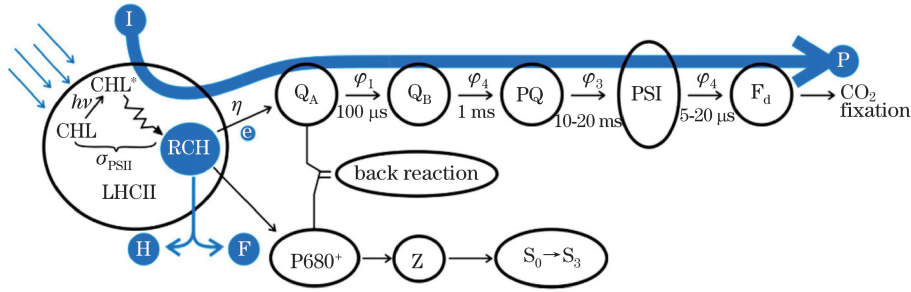 I
CHL*
hν
CHL
σPSII
LHCII
RCH
η
e
H
F
QA
φ1
100 μs
QB
φ4
1 ms
PQ
φ3
10-20 ms
PSI
φ4
5-20 μs
Fd
P
CO2
fixation
back reaction
P680+
Z
S0→S3